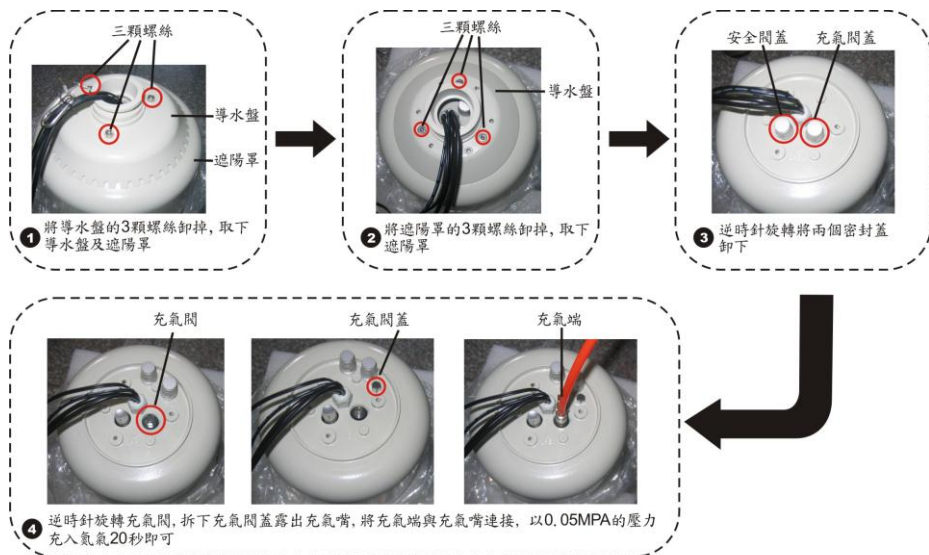 三顆螺絲
導水盤
遮陽罩
1 將導水盤的3顆螺絲卸掉, 取下
導水盤及遮陽罩
三顆螺絲
導水盤
2 將遮陽罩的3顆螺絲卸掉, 取下
遮陽罩
安全閥蓋
充氣閥蓋
3 逆時針旋轉將兩個密封蓋
卸下
充氣閥
充氣閥蓋
充氣端
4 逆時針旋轉充氣閥, 拆下充氣閥蓋露出充氣嘴, 將充氣端與充氣嘴連接, 以0.05MPA的壓力
充入氮氣20秒即可